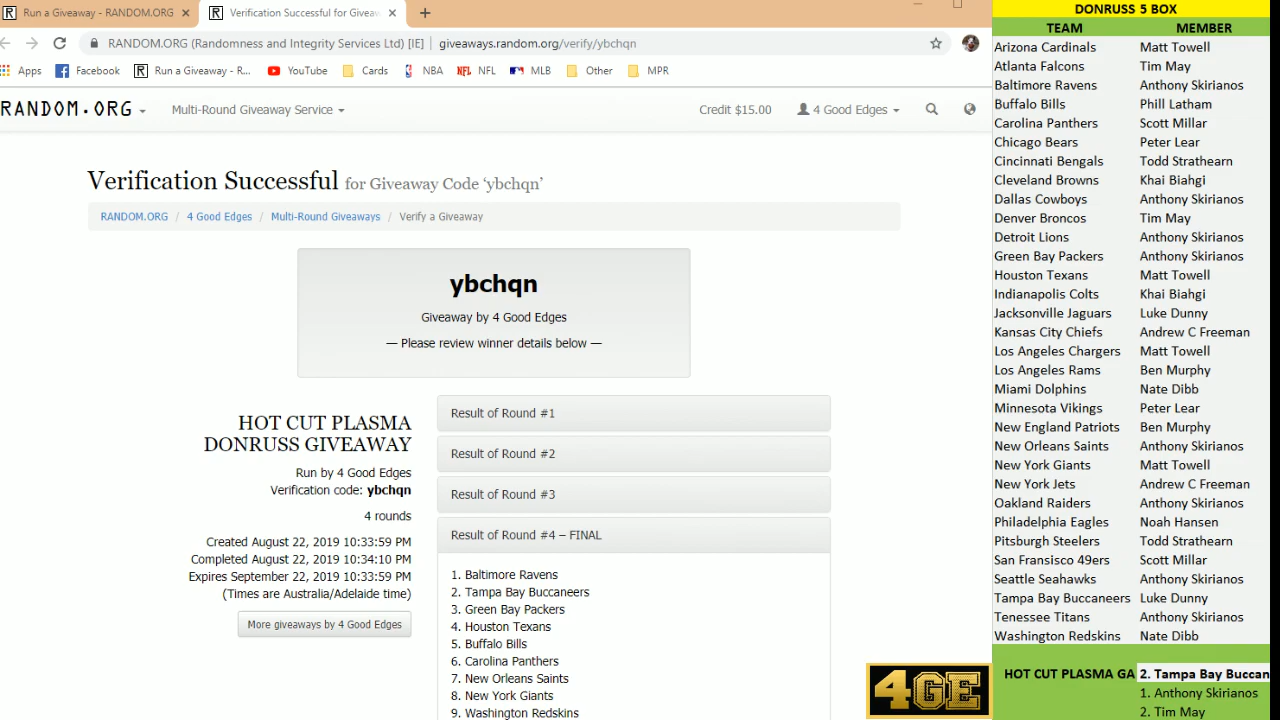 Run a Giveaway - RANDOM.ORG
Verification Successful for Giveaw
RANDOM.ORG (Randomness and Integrity Services Ltd) [IE] | giveaways.random.org/verify/ybchqn
Apps Facebook Run a Giveaway - R... YouTube Cards NBA NFL MLB Other MPR
RANDOM.ORG Multi-Round Giveaway Service Credit $15.00 4 Good Edges
Verification Successful for Giveaway Code ‘ybchqn’
RANDOM.ORG / 4 Good Edges / Multi-Round Giveaways / Verify a Giveaway
ybchqn
Giveaway by 4 Good Edges
— Please review winner details below —
HOT CUT PLASMA
DONRUSS GIVEAWAY
Run by 4 Good Edges
Verification code: ybchqn
4 rounds
Created August 22, 2019 10:33:59 PM
Completed August 22, 2019 10:34:10 PM
Expires September 22, 2019 10:33:59 PM
(Times are Australia/Adelaide time)
More giveaways by 4 Good Edges
Result of Round #1
Result of Round #2
Result of Round #3
Result of Round #4 – FINAL
1. Baltimore Ravens
2. Tampa Bay Buccaneers
3. Green Bay Packers
4. Houston Texans
5. Buffalo Bills
6. Carolina Panthers
7. New Orleans Saints
8. New York Giants
9. Washington Redskins
4GE
DONRUSS 5 BOX
TEAM MEMBER
Arizona Cardinals Matt Towell
Atlanta Falcons Tim May
Baltimore Ravens Anthony Skirianos
Buffalo Bills Phill Latham
Carolina Panthers Scott Millar
Chicago Bears Peter Lear
Cincinnati Bengals Todd Strathearn
Cleveland Browns Khai Biahgi
Dallas Cowboys Anthony Skirianos
Denver Broncos Tim May
Detroit Lions Anthony Skirianos
Green Bay Packers Anthony Skirianos
Houston Texans Matt Towell
Indianapolis Colts Khai Biahgi
Jacksonville Jaguars Luke Dunny
Kansas City Chiefs Andrew C Freeman
Los Angeles Chargers Matt Towell
Los Angeles Rams Ben Murphy
Miami Dolphins Nate Dibb
Minnesota Vikings Peter Lear
New England Patriots Ben Murphy
New Orleans Saints Anthony Skirianos
New York Giants Matt Towell
New York Jets Andrew C Freeman
Oakland Raiders Anthony Skirianos
Philadelphia Eagles Noah Hansen
Pitsburgh Steelers Todd Strathearn
San Fransisco 49ers Scott Millar
Seattle Seahawks Anthony Skirianos
Tampa Bay Buccaneers Luke Dunny
Tenessee Titans Anthony Skirianos
Washington Redskins Nate Dibb
HOT CUT PLASMA GA 2. Tampa Bay Buccan
1. Anthony Skirianos
2. Tim May